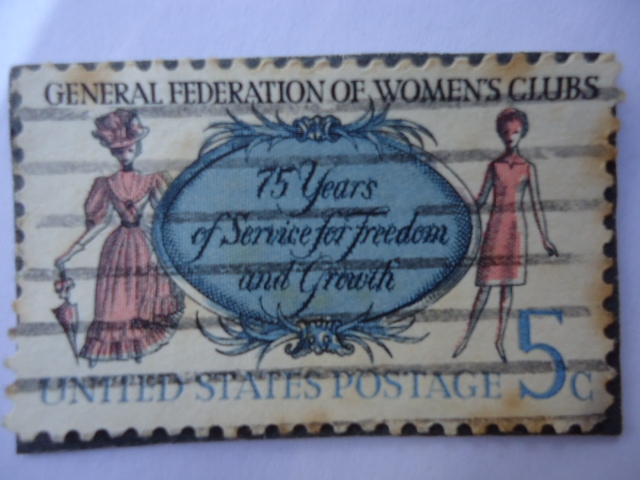 GENERAL FEDERATION OF WOMEN'S CLUBS
75 Years
of Service for Freedom
and Growth
UNITED STATES POSTAGE 5c